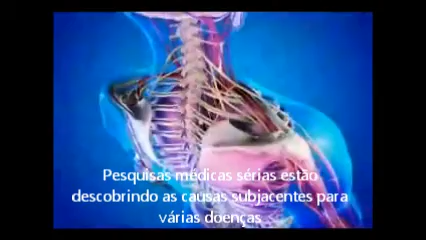 Pesquisas médicas sérias estão
descobrindo as causas subjacentes para
várias doenças